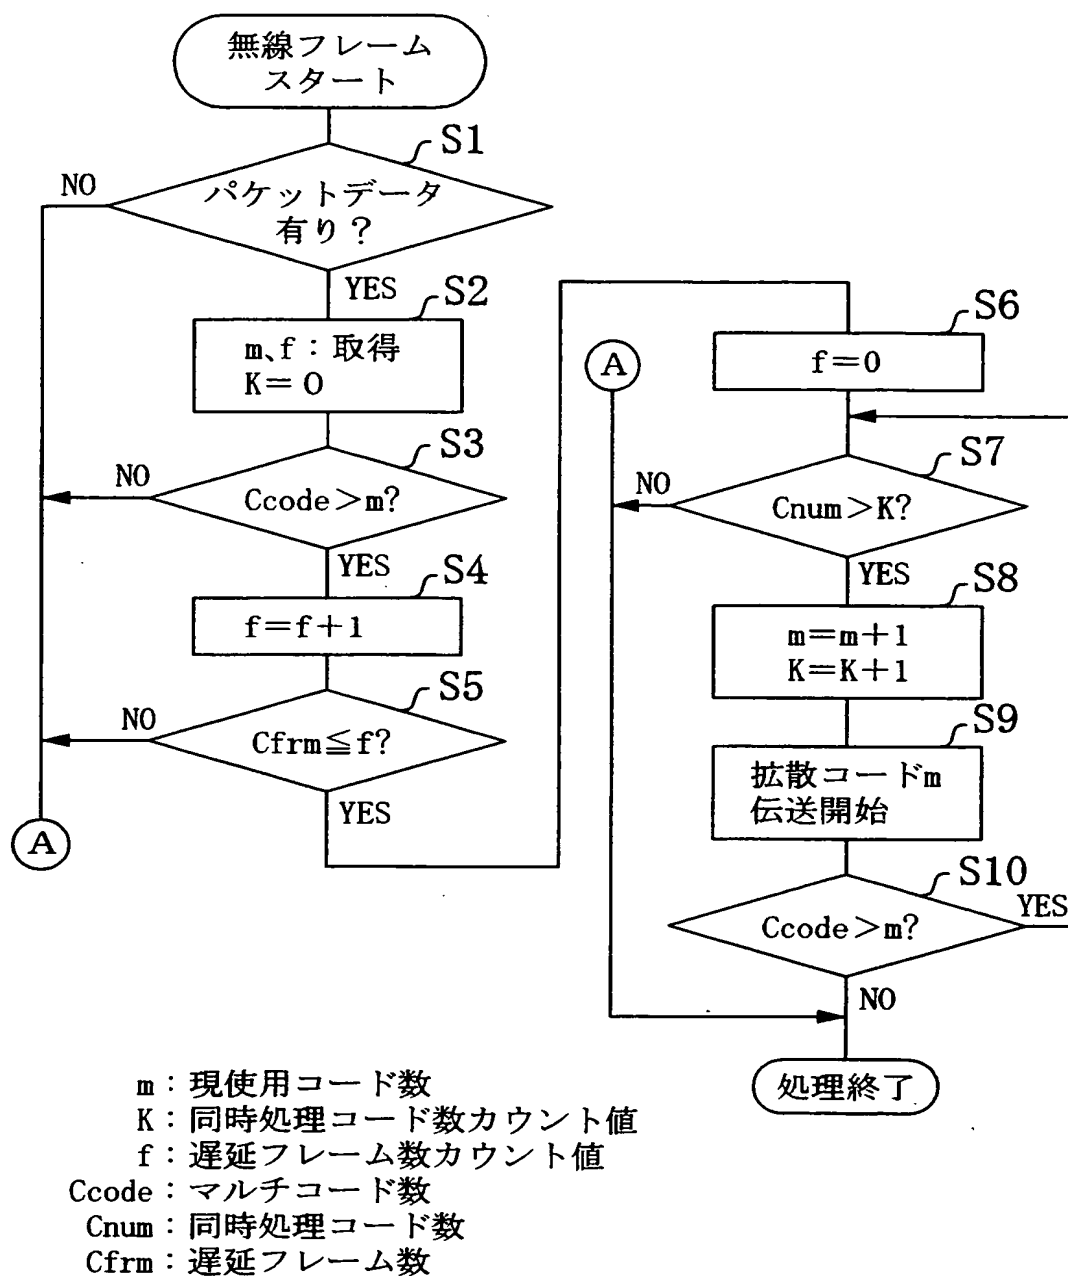 無線フレーム
スタート
S1
NO
パケットデータ
有り?
YES
S2
m、f：取得
K＝0
S3
NO
Ccode＞m?
YES
S4
f＝f＋1
S5
NO
Cfrm≦f?
YES
A
S6
A
f＝0
S7
NO
Cnum＞K?
YES
S8
m＝m＋1
K＝K＋1
S9
拡散コードm
伝送開始
S10
YES
Ccode＞m?
NO
処理終了
m：現使用コード数
K：同時処理コード数カウント値
f：遅延フレーム数カウント値
Ccode：マルチコード数
Cnum：同時処理コード数
Cfrm：遅延フレーム数